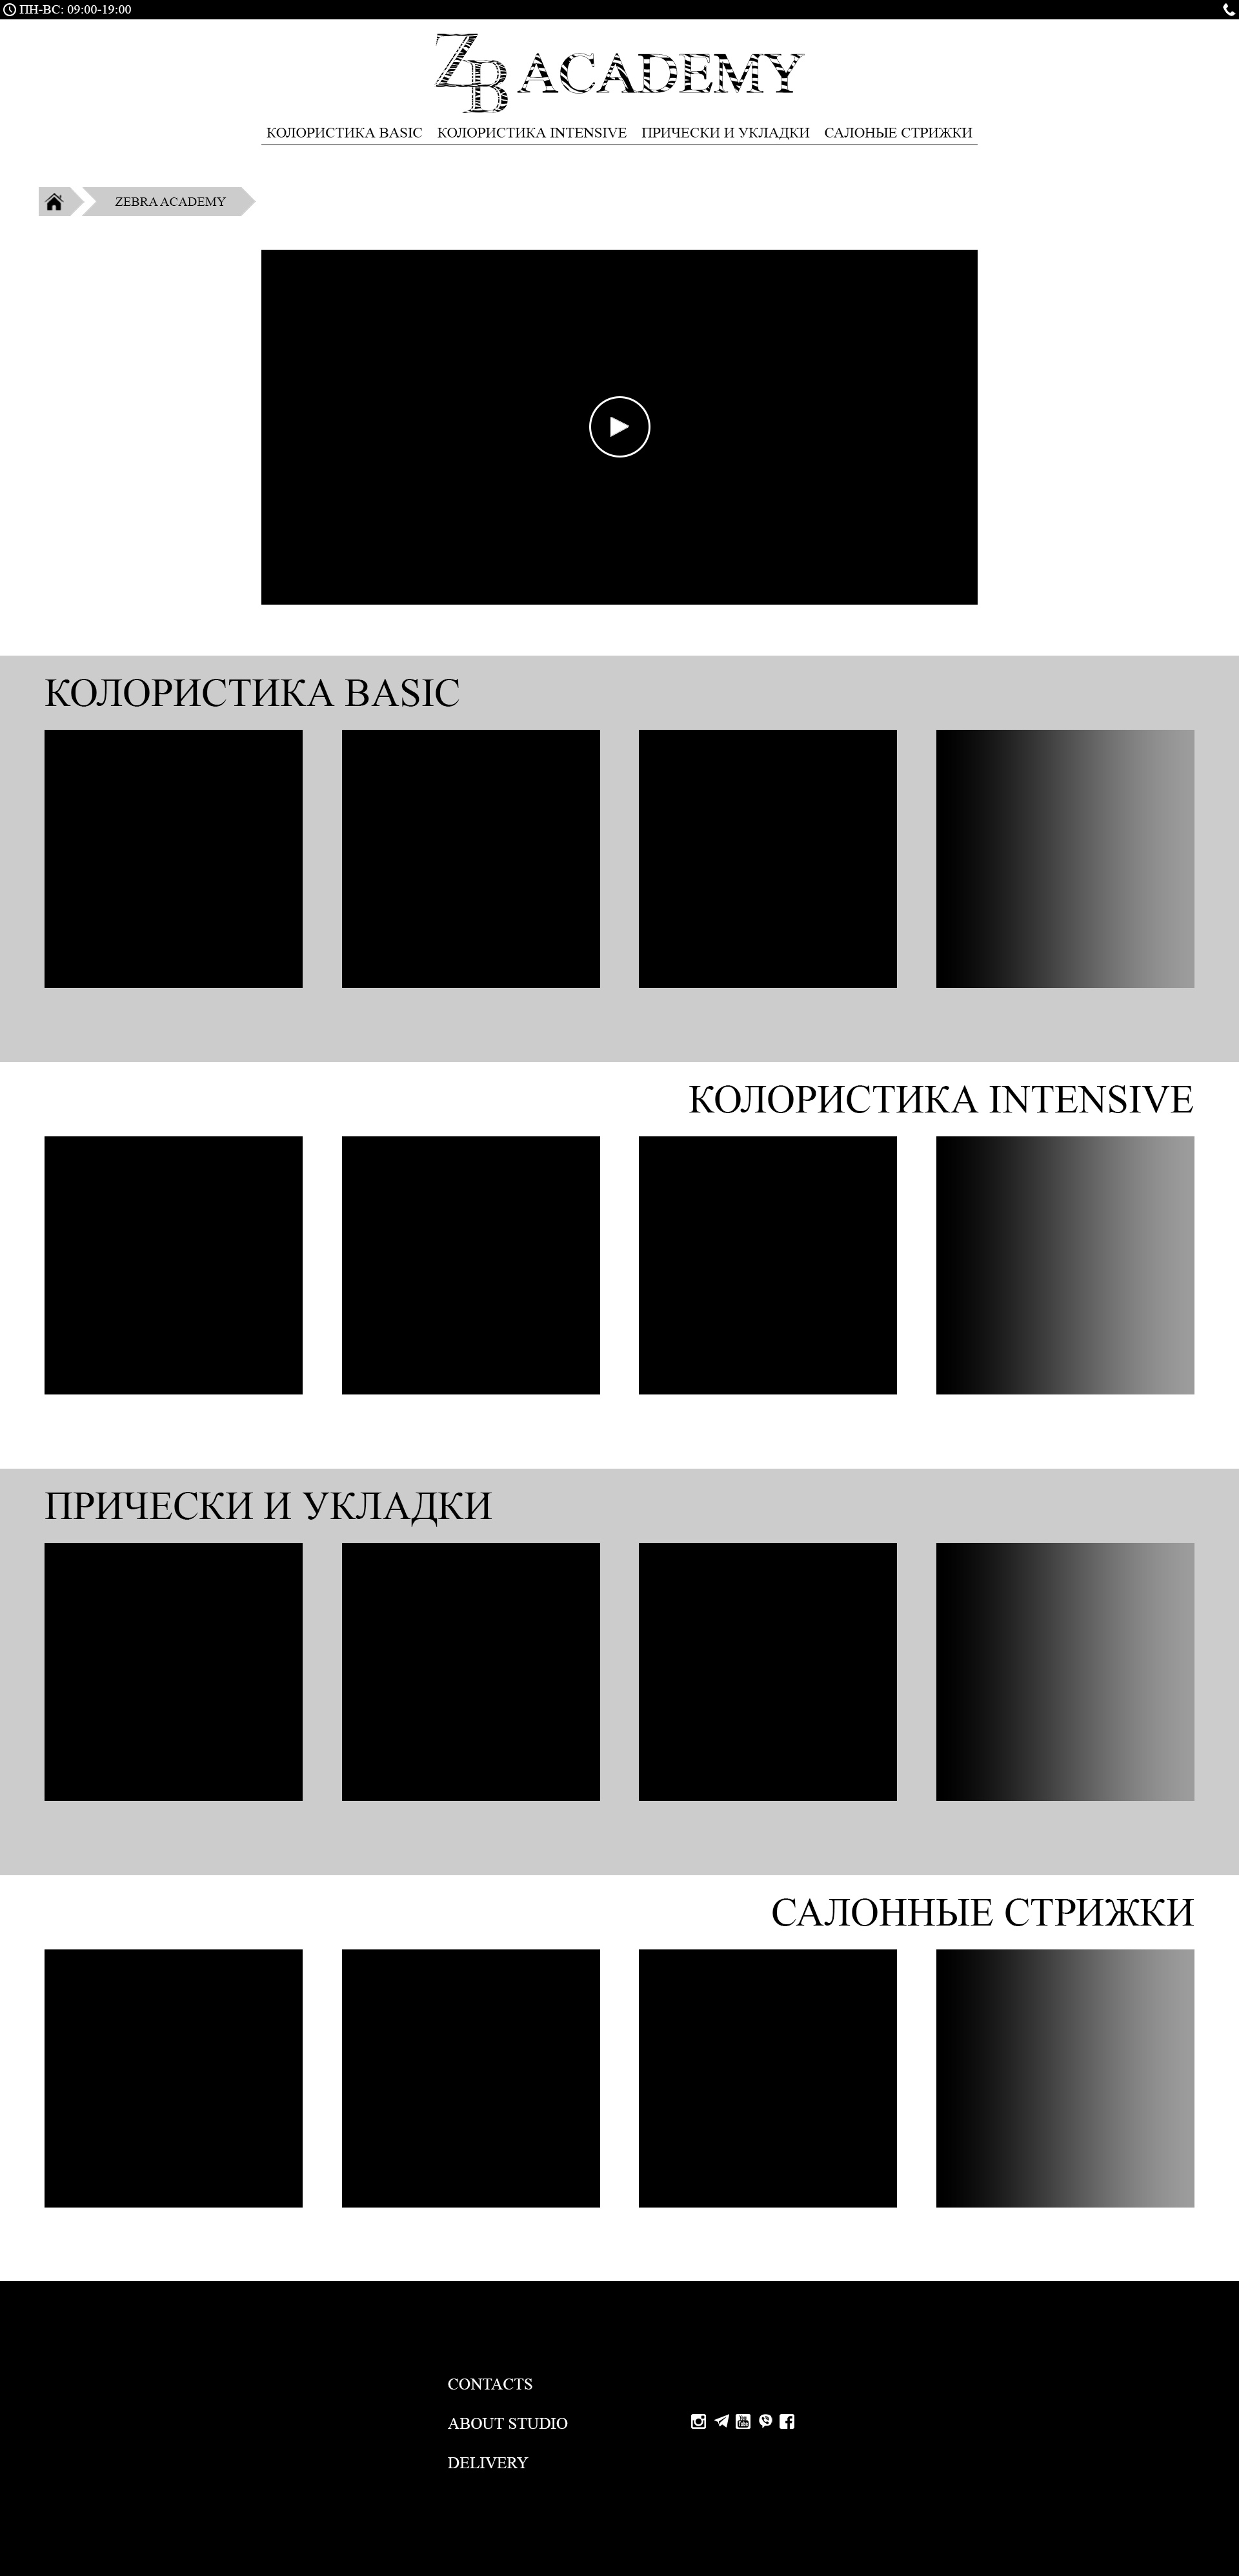 ПН-ВС: 09:00-19:00
ZB ACADEMY
КОЛОРИСТИКА BASIC КОЛОРИСТИКА INTENSIVE ПРИЧЕСКИ И УКЛАДКИ САЛОНЫЕ СТРИЖКИ
ZEBRA ACADEMY
КОЛОРИСТИКА BASIC
КОЛОРИСТИКА INTENSIVE
ПРИЧЕСКИ И УКЛАДКИ
САЛОННЫЕ СТРИЖКИ
CONTACTS
ABOUT STUDIO
DELIVERY